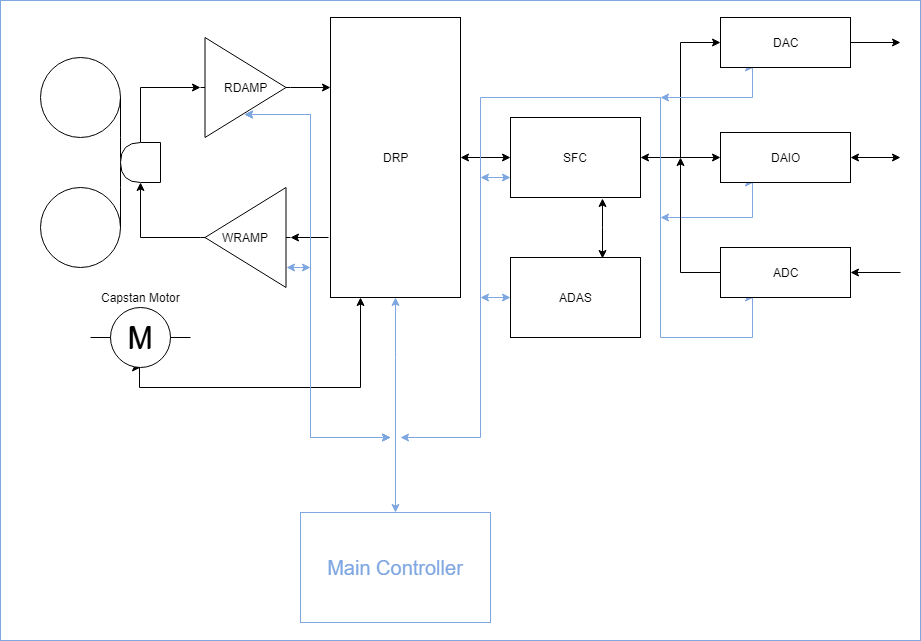 DAC
RDAMP
DRP
SFC
DAIO
WRAMP
ADC
Capstan Motor
ADAS
M
Main Controller